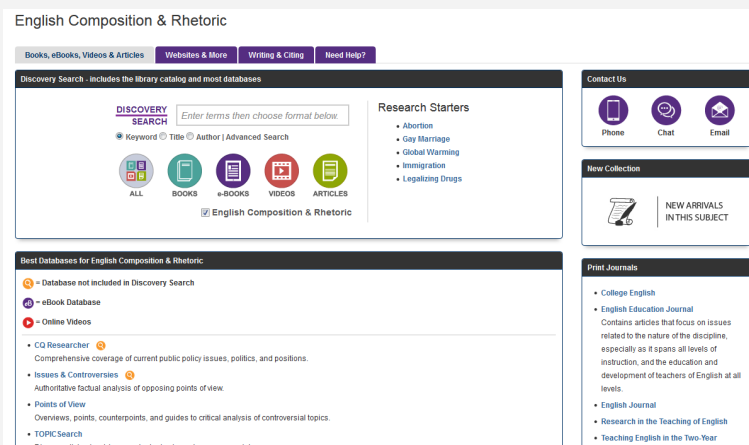 English Composition & Rhetoric
Books, eBooks, Videos & Articles
Websites & More
Writing & Citing
Need Help?
Discovery Search - includes the library catalog and most databases
DISCOVERY
SEARCH
Enter terms then choose format below.
Keyword Title Author | Advanced Search
ALL
BOOKS
e-BOOKS
VIDEOS
ARTICLES
English Composition & Rhetoric
Research Starters
Abortion
Gay Marriage
Global Warming
Immigration
Legalizing Drugs
Best Databases for English Composition & Rhetoric
= Database not included in Discovery Search
eB = eBook Database
= Online Videos
CQ Researcher
Comprehensive coverage of current public policy issues, politics, and positions.
Issues & Controversies
Authoritative factual analysis of opposing points of view.
Points of View
Overviews, points, counterpoints, and guides to critical analysis of controversial topics.
TOPICSearch
Contact Us
Phone
Chat
Email
New Collection
NEW ARRIVALS
IN THIS SUBJECT
Print Journals
College English
English Education Journal
Contains articles that focus on issues
related to the nature of the discipline,
especially as it spans all levels of
instruction, and the education and
development of teachers of English at all
levels.
English Journal
Research in the Teaching of English
Teaching English in the Two-Year